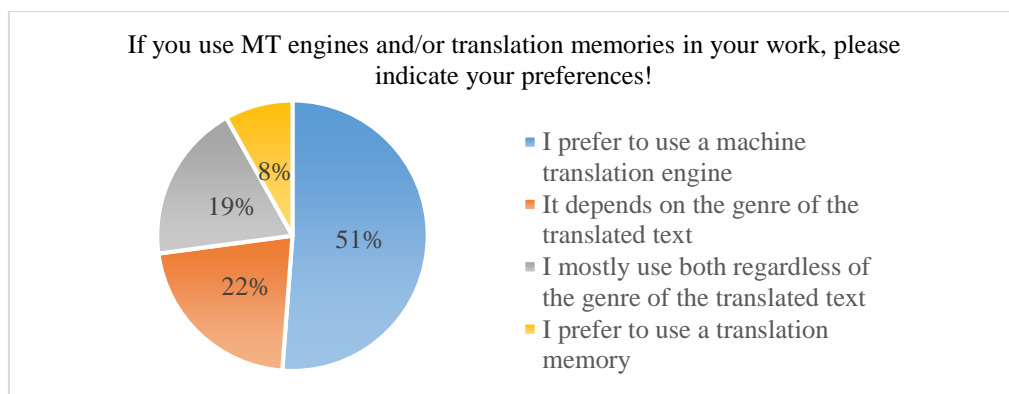 If you use MT engines and/or translation memories in your work, please
indicate your preferences!
8%
19%
51%
22%
I prefer to use a machine
translation engine
It depends on the genre of the
translated text
I mostly use both regardless of
the genre of the translated text
I prefer to use a translation
memory